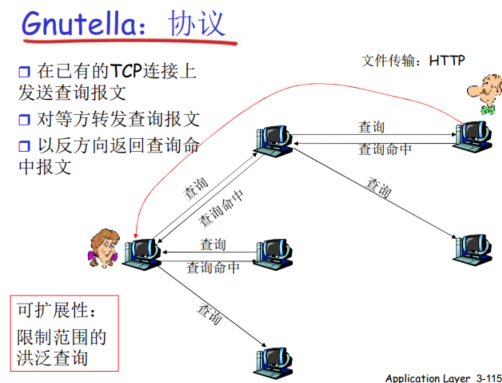 Gnutella：协议
❒ 在已有的TCP连接上
发送查询报文
❒ 对等方转发查询报文
❒ 以反方向返回查询命
中报文
文件传输：HTTP
查询
查询命中
查询
查询命中
查询
查询
查询命中
查询
可扩展性：
限制范围的
洪泛查询
Application Layer 3-115